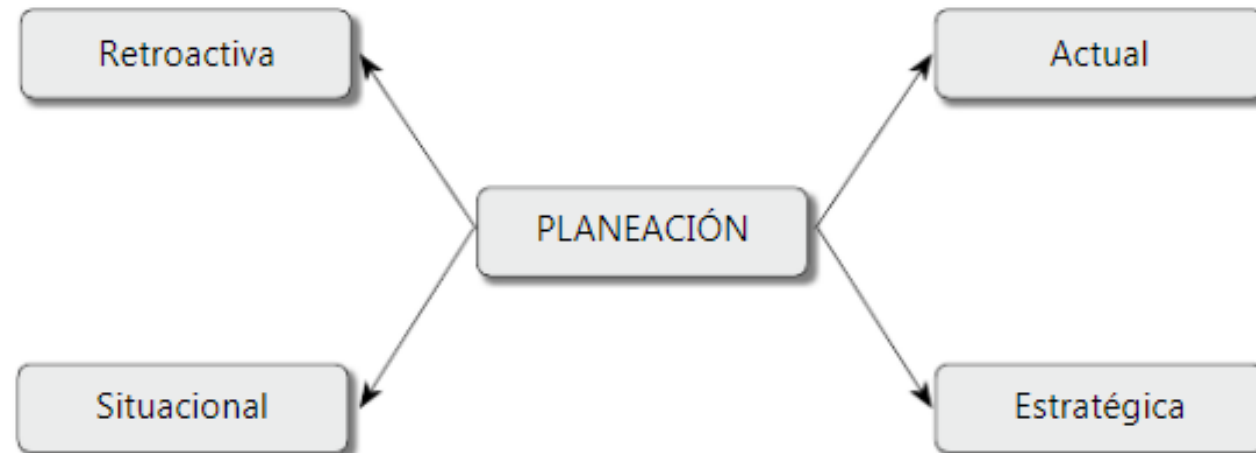 Retroactiva
Actual
PLANEACIÓN
Situacional
Estratégica